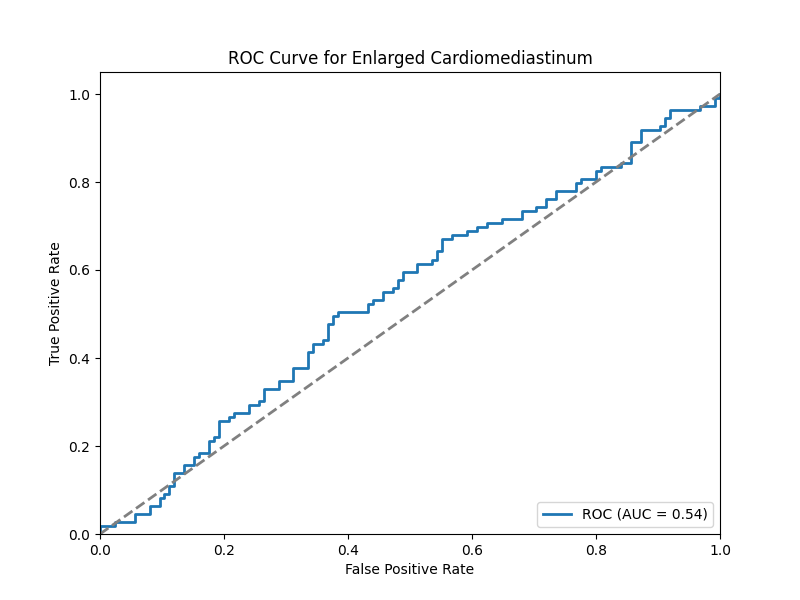 ROC Curve for Enlarged Cardiomediastinum
True Positive Rate
1.0
0.8
0.6
0.4
0.2
0.0
ROC (AUC = 0.54)
0.0 0.2 0.4 0.6 0.8 1.0
False Positive Rate